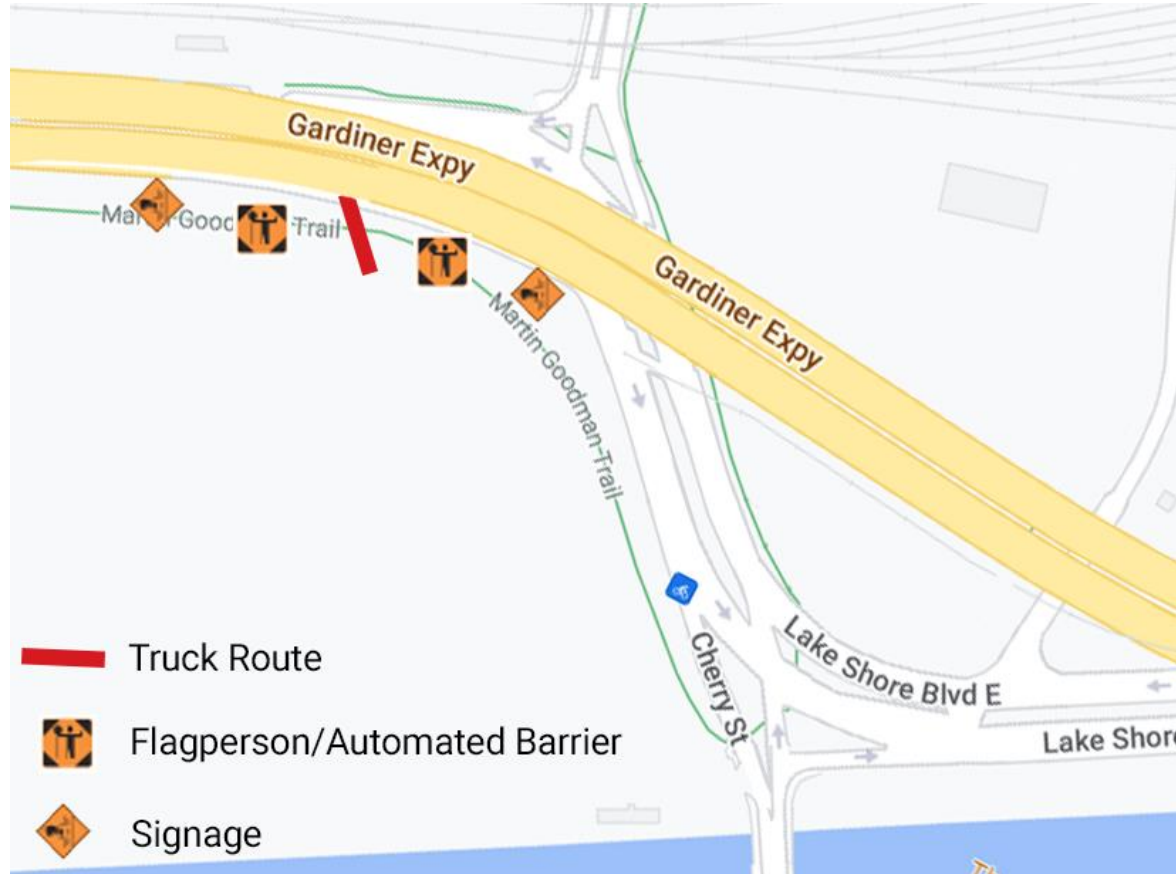 Gardiner Expy
Gardiner Expy
Trail
Martin Goodman Trail
Cherry St
Lake Shore Blvd E
Lake Shore
Truck Route
Flagperson/Automated Barrier
Signage